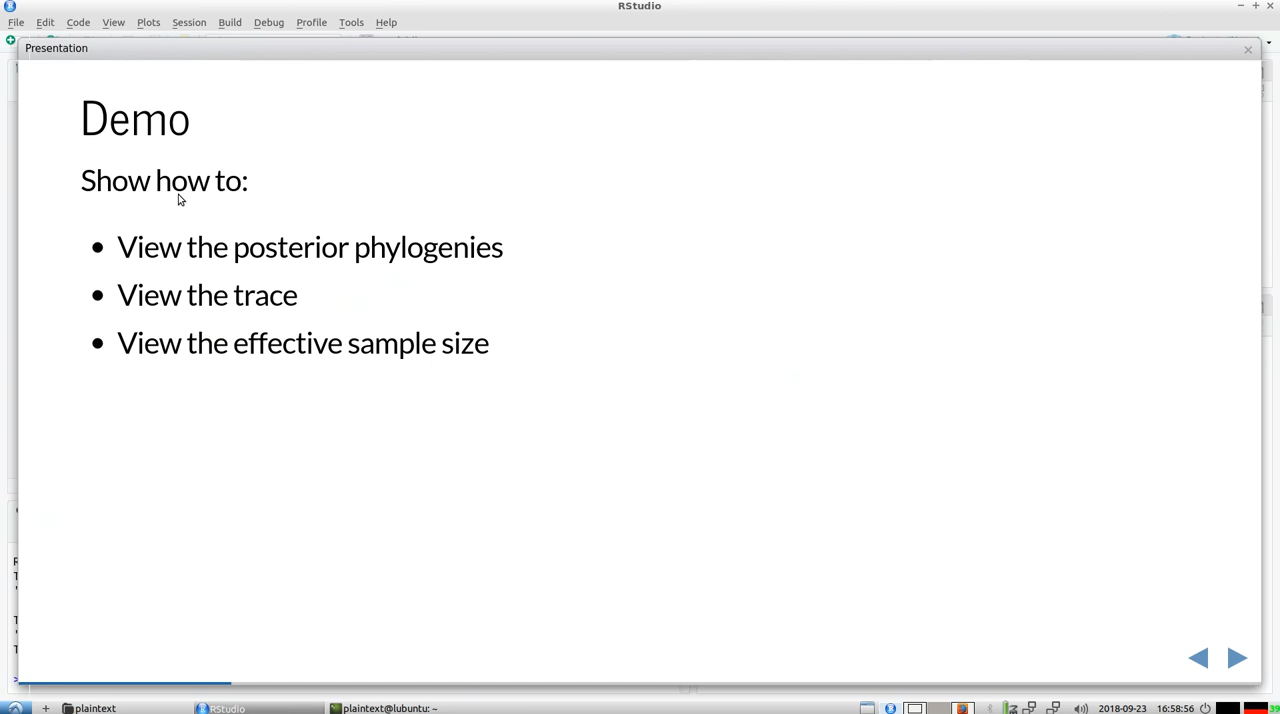 RStudio
File Edit Code View Plots Session Build Debug Profile Tools Help
Presentation
Demo
Show how to:
• View the posterior phylogenies
• View the trace
• View the effective sample size
plaintext
RStudio
plaintext@lubuntu: ~
2018-09-23 16:58:56
39